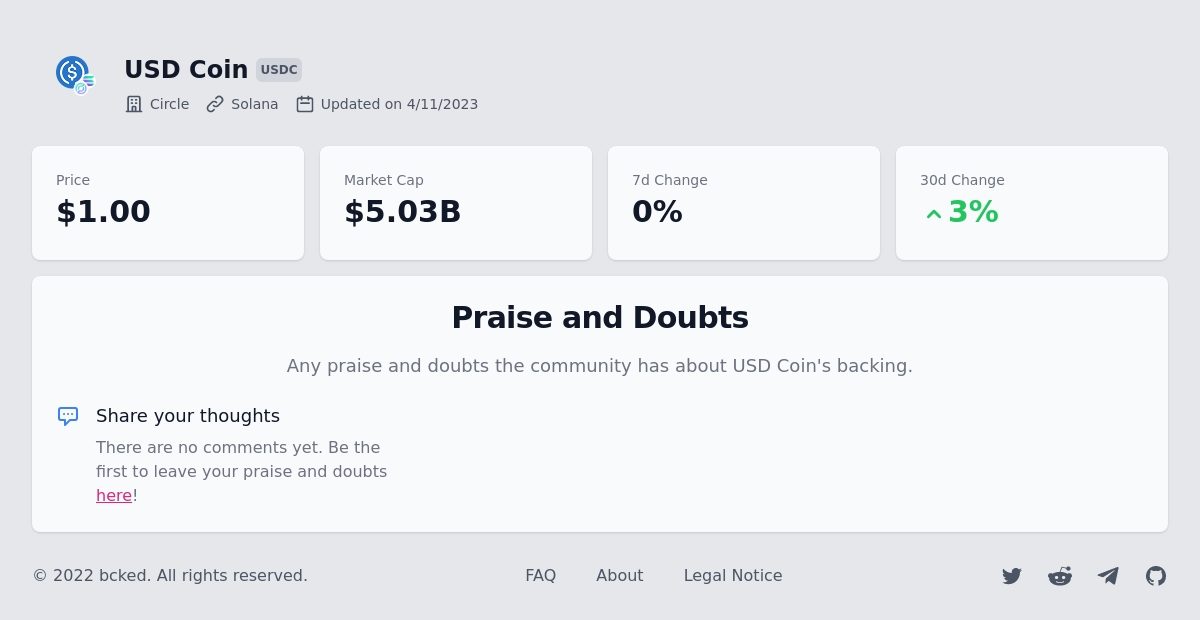 USD Coin USDC
Circle Solana Updated on 4/11/2023
Price
$1.00
Market Cap
$5.03B
7d Change
0%
30d Change
3%
Praise and Doubts
Any praise and doubts the community has about USD Coin's backing.
Share your thoughts
There are no comments yet. Be the
first to leave your praise and doubts
here!
© 2022 bcked. All rights reserved.
FAQ About Legal Notice